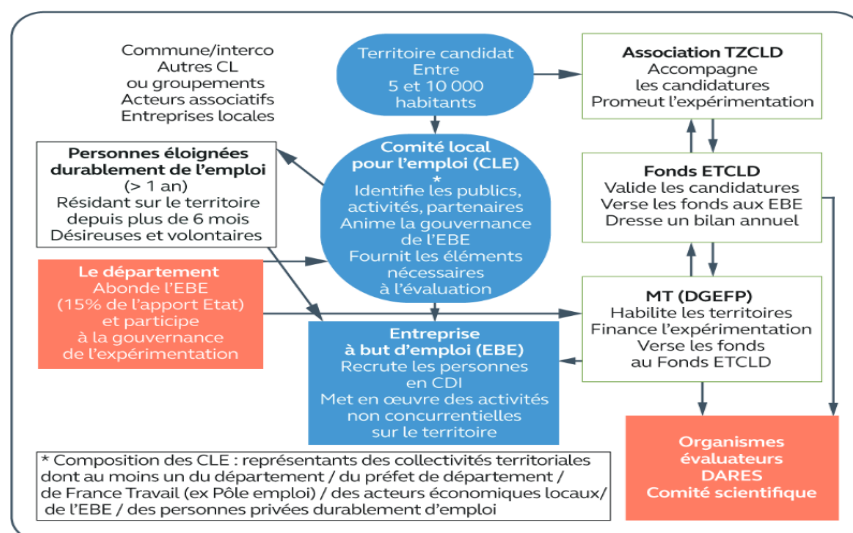 Commune/interco
Autres CL
ou groupements
Acteurs associatifs
Entreprises locales
Territoire candidat
Entre
5 et 10 000
habitants
Association TZCLD
Accompagne
les candidatures
Promeut l'expérimentation
Personnes éloignées
durablement de l'emploi
(> 1 an)
Résidant sur le territoire
depuis plus de 6 mois
Désireuses et volontaires
Comité local
pour l'emploi (CLE)
*
Identifie les publics,
activités, partenaires
Anime la gouvernance
de l'EBE
Fournit les éléments
nécessaires
à l'évaluation
Fonds ETCLD
Valide les candidatures
Verse les fonds aux EBE
Dresse un bilan annuel
Le département
Abonde l'EBE
(15% de l'apport Etat)
et participe
à la gouvernance
de l'expérimentation
Entreprise
à but d'emploi (EBE)
Recrute les personnes
en CDI
Met en œuvre des activités
non concurrentielles
sur le territoire
MT (DGEFP)
Habilite les territoires
Finance l'expérimentation
Verse les fonds
au Fonds ETCLD
Organismes
évaluateurs
DARES
Comité scientifique
* Composition des CLE : représentants des collectivités territoriales
dont au moins un du département / du préfet de département /
de France Travail (ex Pôle emploi) / des acteurs économiques locaux/
de l'EBE / des personnes privées durablement d'emploi